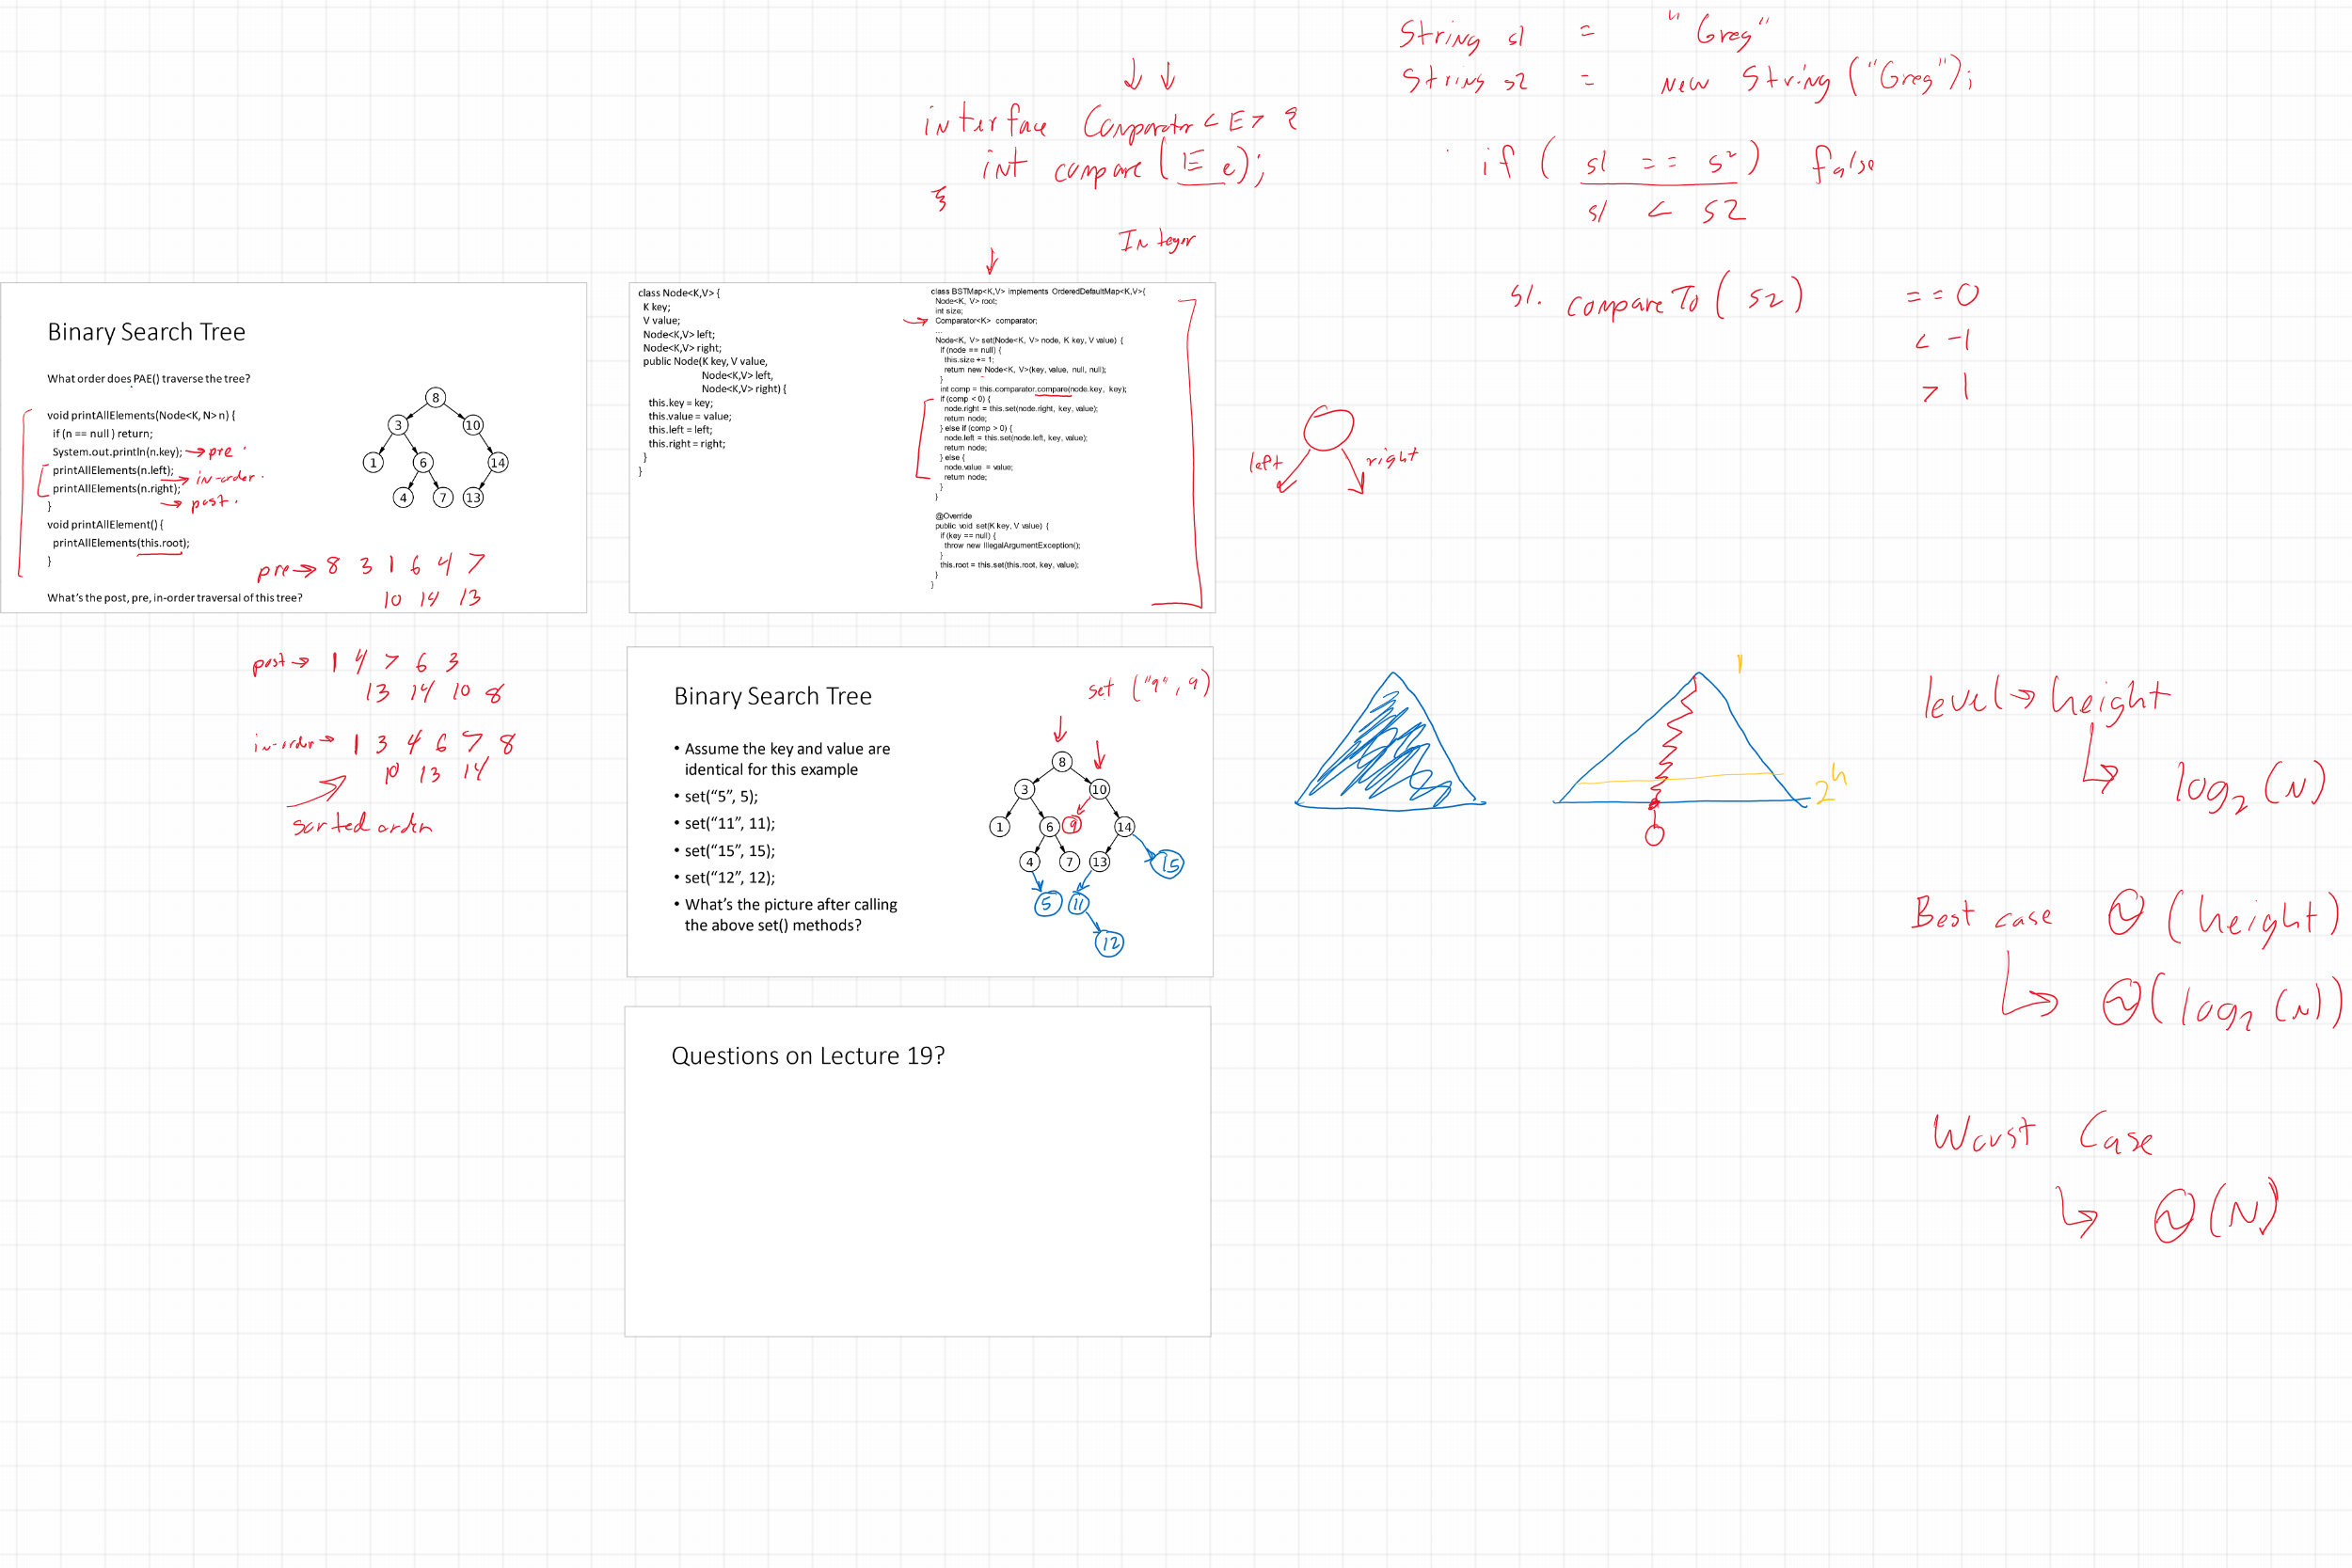 String s1 = "Greg"
String s2 = new String ("Greg");
interface Comparator <E> {
int compare (E e);
}
if ( s1 == s2 ) false
s1 < s2
Integer
s1. compareTo ( s2 ) == 0
< -1
> 1
Binary Search Tree
What order does PAE() traverse the tree?
void printAllElements(Node<K, N> n) {
if (n == null ) return;
System.out.println(n.key); → pre
printAllElements(n.left);
→ in-order
printAllElements(n.right);
→ post
}
void printAllElement() {
printAllElements(this.root);
}
What's the post, pre, in-order traversal of this tree?
8
3 10
1 6 14
4 7 13
pre → 8 3 1 6 4 7
10 14 13
post → 1 4 7 6 3
13 14 10 8
in-order → 1 3 4 6 7 8
10 13 14
sorted order
class Node<K,V> {
K key;
V value;
Node<K,V> left;
Node<K,V> right;
public Node(K key, V value,
Node<K,V> left,
Node<K,V> right) {
this.key = key;
this.value = value;
this.left = left;
this.right = right;
}
}
class BSTMap<K,V> implements OrderedDefaultMap<K,V>{
Node<K, V> root;
int size;
Comparator<K> comparator;
...
Node<K, V> set(Node<K, V> node, K key, V value) {
if (node == null) {
this.size += 1;
return new Node<K, V>(key, value, null, null);
}
int comp = this.comparator.compare(node.key, key);
if (comp < 0) {
node.right = this.set(node.right, key, value);
return node;
} else if (comp > 0) {
node.left = this.set(node.left, key, value);
return node;
} else {
node.value = value;
return node;
}
}
@Override
public void set(K key, V value) {
if (key == null) {
throw new IllegalArgumentException();
}
this.root = this.set(this.root, key, value);
}
}
left right
Binary Search Tree
set ("9", 9)
• Assume the key and value are
identical for this example
• set("5", 5);
• set("11", 11);
• set("15", 15);
• set("12", 12);
• What's the picture after calling
the above set() methods?
8
3 10
1 6 9 14
4 7 13 15
5 11
12
1
2^h
level → height
log₂ (N)
Best case Θ (height)
Θ( log₂ (N))
Worst Case
Θ (N)
Questions on Lecture 19?